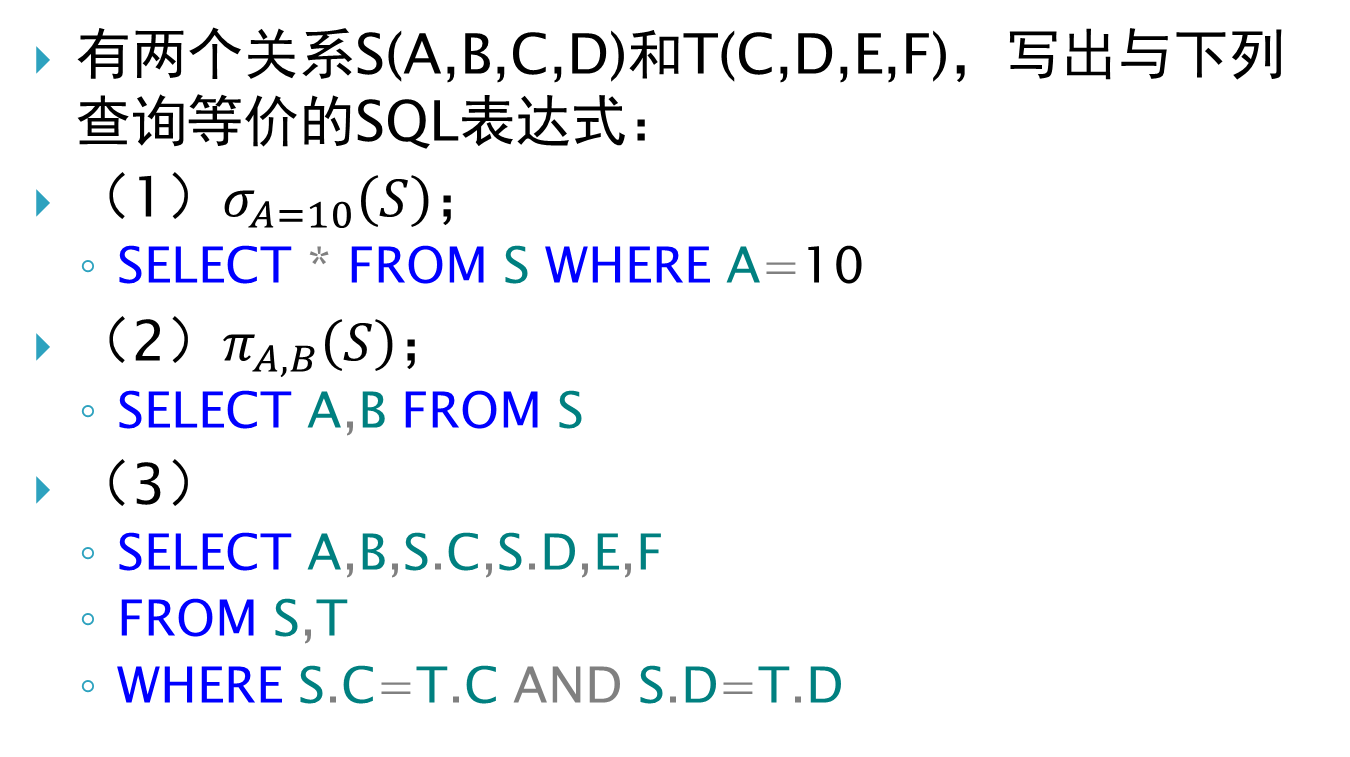 有两个关系S(A,B,C,D)和T(C,D,E,F)，写出与下列
查询等价的SQL表达式：
（1）𝜎𝐴=10(𝑆)；
SELECT * FROM S WHERE A=10
（2）𝜋𝐴,𝐵(𝑆)；
SELECT A,B FROM S
（3）
SELECT A,B,S.C,S.D,E,F
FROM S,T
WHERE S.C=T.C AND S.D=T.D